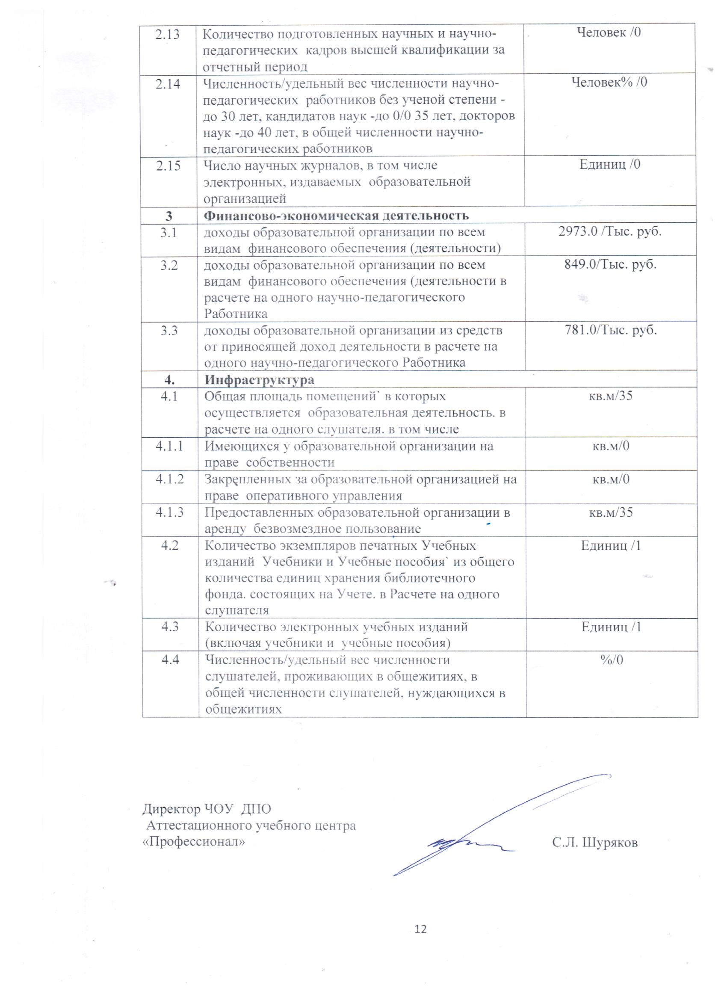 2.13 Количество подготовленных научных и научно- Человек /0
педагогических кадров высшей квалификации за
отчетный период
2.14 Численность/удельный вес численности научно- Человек% /0
педагогических работников без ученой степени -
до 30 лет, кандидатов наук -до 0/0 35 лет, докторов
наук -до 40 лет, в общей численности научно-
педагогических работников
2.15 Число научных журналов, в том числе Единиц /0
электронных, издаваемых образовательной
организацией
3 Финансово-экономическая деятельность
3.1 доходы образовательной организации по всем 2973.0 /Тыс. руб.
видам финансового обеспечения (деятельности)
3.2 доходы образовательной организации по всем 849.0/Тыс. руб.
видам финансового обеспечения (деятельности в
расчете на одного научно-педагогического
Работника
3.3 доходы образовательной организации из средств 781.0/Тыс. руб.
от приносящей доход деятельности в расчете на
одного научно-педагогического Работника
4. Инфраструктура
4.1 Общая площадь помещений` в которых кв.м/35
осуществляется образовательная деятельность. в
расчете на одного слушателя. в том числе
4.1.1 Имеющихся у образовательной организации на кв.м/0
праве собственности
4.1.2 Закрепленных за образовательной организацией на кв.м/0
праве оперативного управления
4.1.3 Предоставленных образовательной организации в кв.м/35
аренду безвозмездное пользование
4.2 Количество экземпляров печатных Учебных Единиц /1
изданий Учебники и Учебные пособия` из общего
количества единиц хранения библиотечного
фонда. состоящих на Учете. в Расчете на одного
слушателя
4.3 Количество электронных учебных изданий Единиц /1
(включая учебники и учебные пособия)
4.4 Численность/удельный вес численности %/0
слушателей, проживающих в общежитиях, в
общей численности слушателей, нуждающихся в
общежитиях
Директор ЧОУ ДПО
Аттестационного учебного центра
«Профессионал» С.Л. Шуряков
12